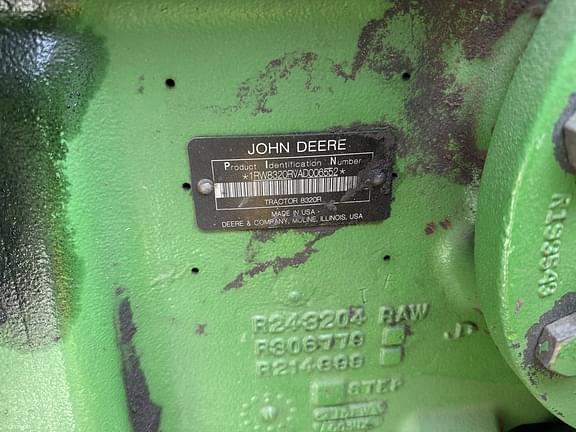 JOHN DEERE
Product Identification Number
*1RW8320RVAD006552*
TRACTOR 8320R
MADE IN USA -
- DEERE & COMPANY, MOLINE, ILLINOIS, USA
R243204 RAW
R306779
R214999
STEP